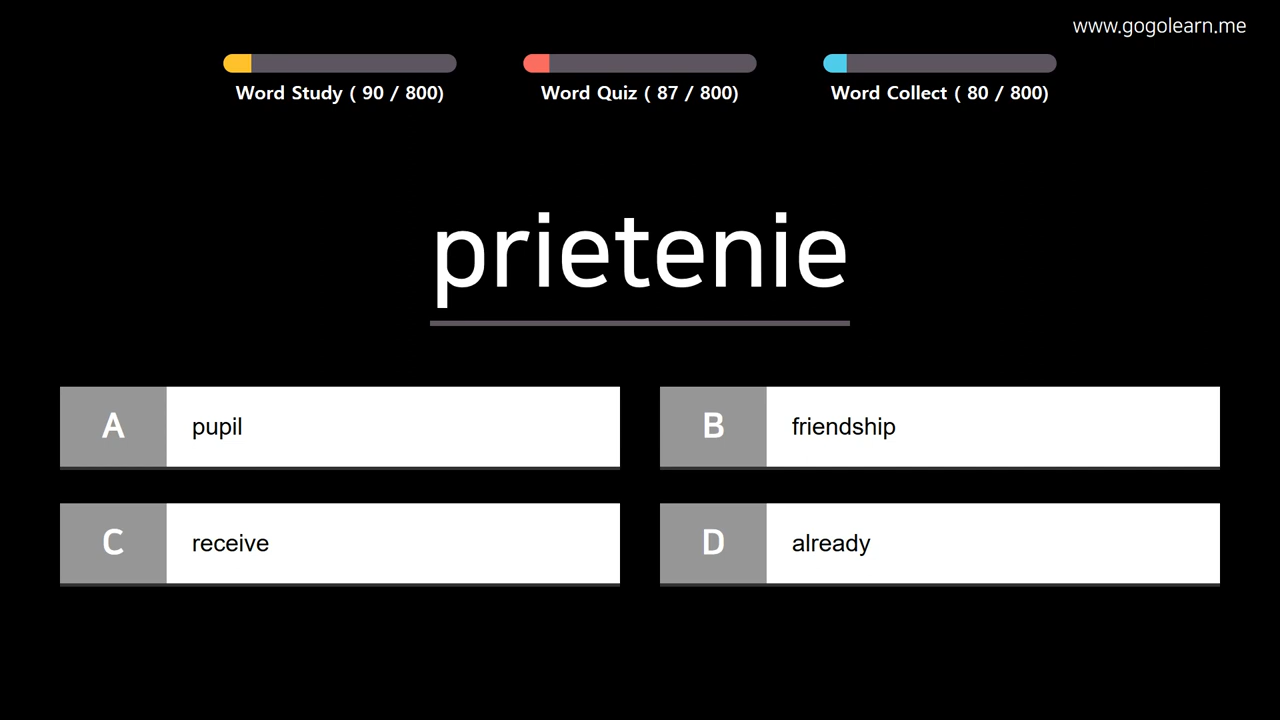 www.gogolearn.me
Word Study ( 90 / 800)
Word Quiz ( 87 / 800)
Word Collect ( 80 / 800)
prietenie
A pupil
B friendship
C receive
D already